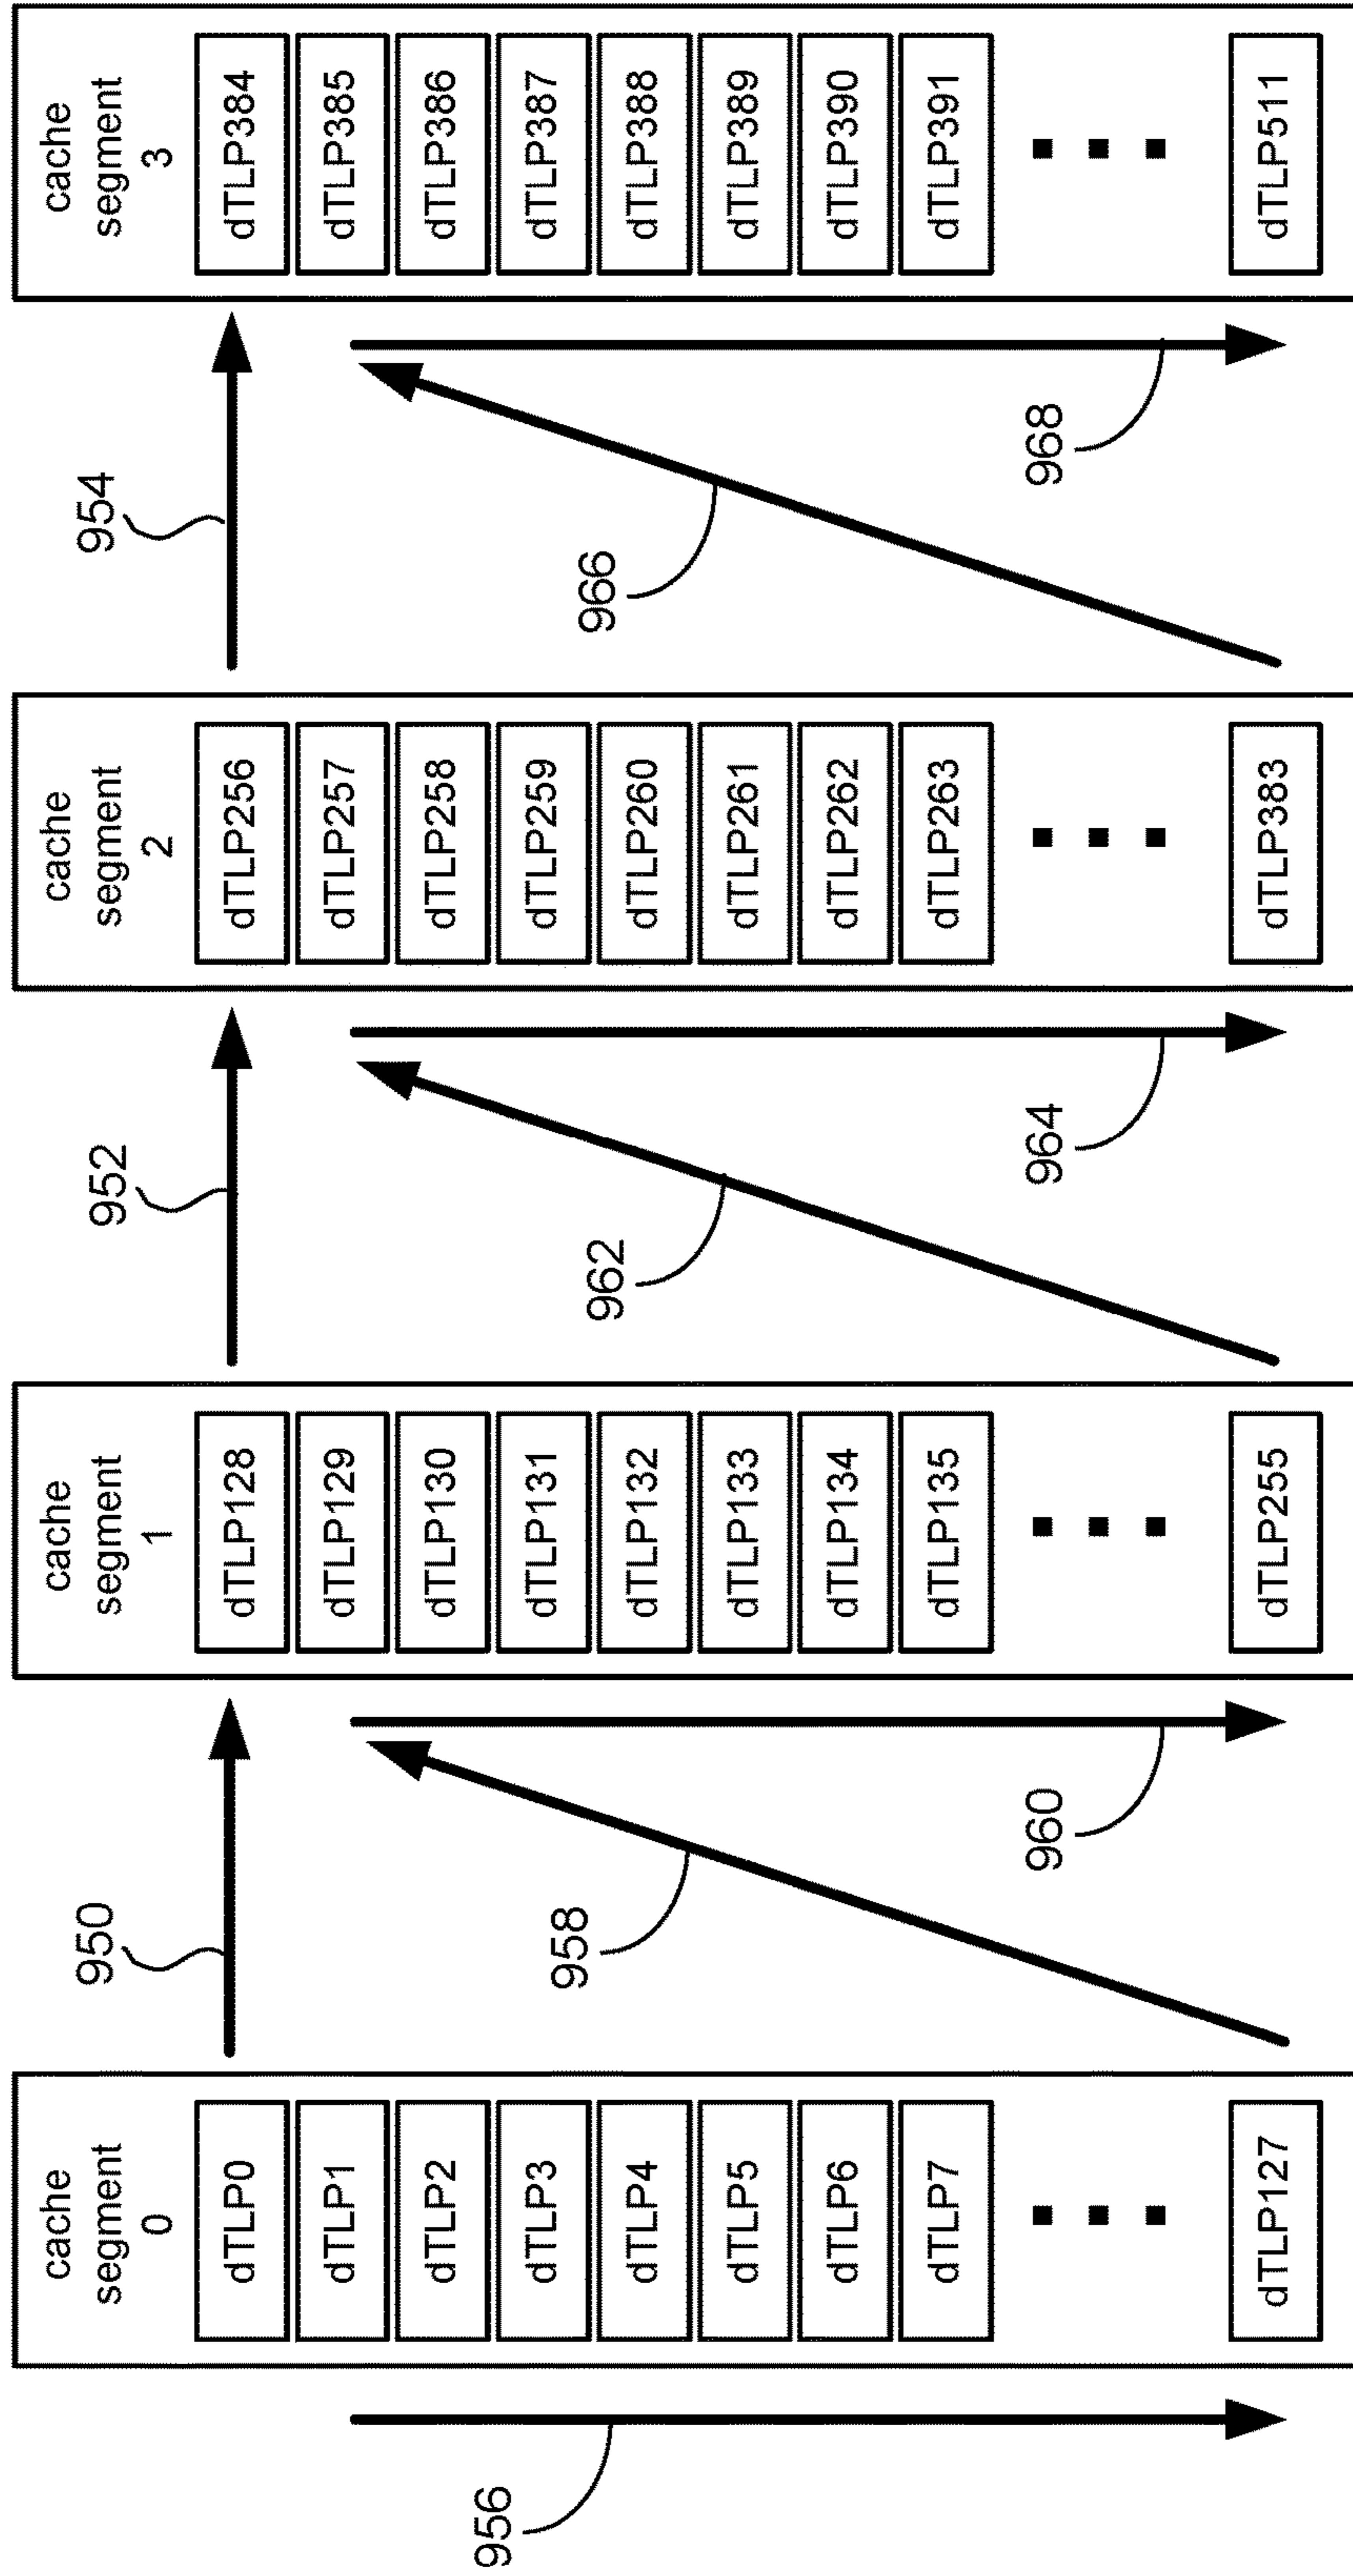 cache
segment
0
dTLP0
dTLP1
dTLP2
dTLP3
dTLP4
dTLP5
dTLP6
dTLP7
dTLP127
cache
segment
1
dTLP128
dTLP129
dTLP130
dTLP131
dTLP132
dTLP133
dTLP134
dTLP135
dTLP255
cache
segment
2
dTLP256
dTLP257
dTLP258
dTLP259
dTLP260
dTLP261
dTLP262
dTLP263
dTLP383
cache
segment
3
dTLP384
dTLP385
dTLP386
dTLP387
dTLP388
dTLP389
dTLP390
dTLP391
dTLP511
950
952
954
956
958
960
962
964
966
968